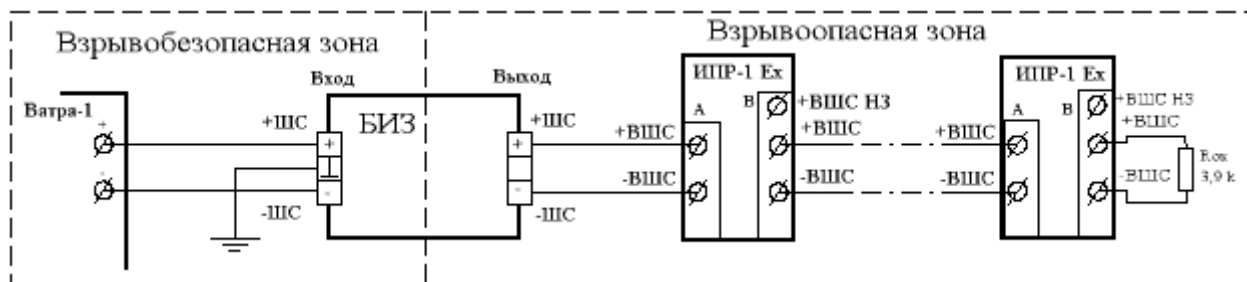 Взрывобезопасная зона
Взрывоопасная зона
Вход
Выход
ИПР-1 Ex
ИПР-1 Ex
Ватра-1
+
-
+ШС
БИЗ
+
-
-ШС
+ШС
+
-
-ШС
+ВШС
-ВШС
А
В
+ВШС НЗ
+ВШС
-ВШС
+ВШС
-ВШС
А
В
+ВШС НЗ
+ВШС
-ВШС
3,9 k